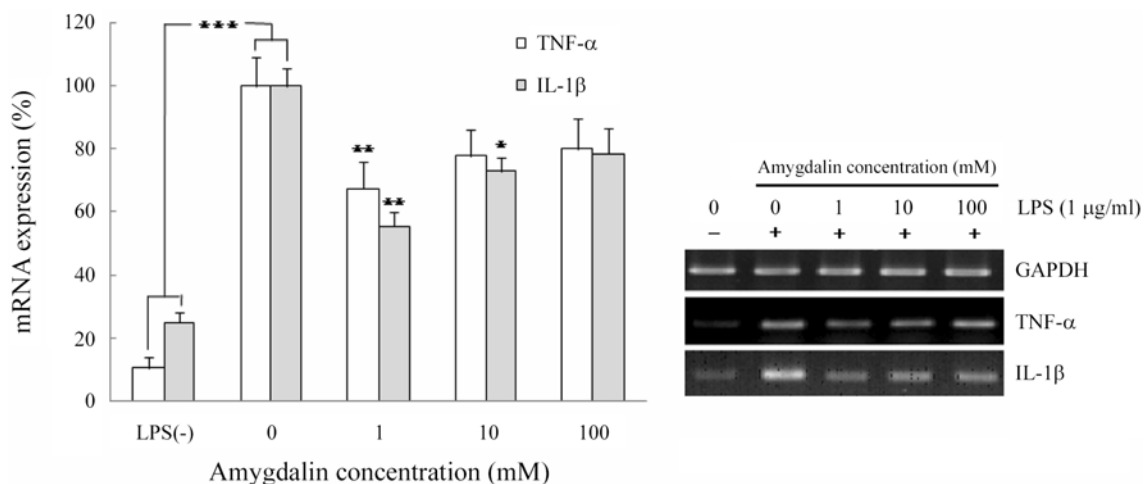 120
100
80
60
40
20
0
mRNA expression (%)
***
**
**
*
TNF-α
IL-1β
LPS(-) 0 1 10 100
Amygdalin concentration (mM)
Amygdalin concentration (mM)
0 0 1 10 100 LPS (1 μg/ml)
− + + + +
GAPDH
TNF-α
IL-1β